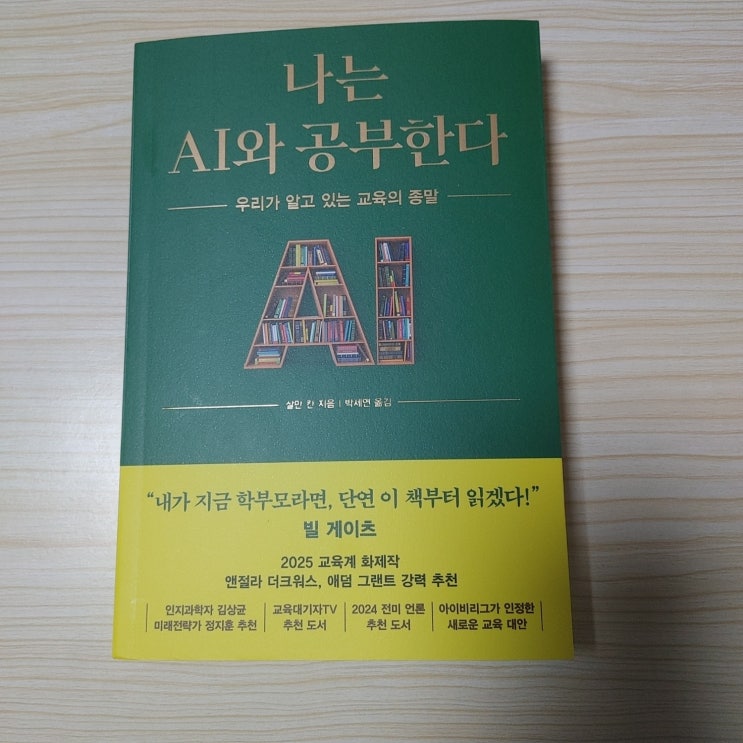 나는
AI와 공부한다
우리가 알고 있는 교육의 종말
AI
살만 칸 지음 | 박세연 옮김
“내가 지금 학부모라면, 단연 이 책부터 읽겠다!”
빌 게이츠
2025 교육계 화제작
앤절라 더크워스, 애덤 그랜트 강력 추천
인지과학자 김상균
미래전략가 정지훈 추천
교육대기자TV
추천 도서
2024 전미 언론
추천 도서
아이비리그가 인정한
새로운 교육 대안